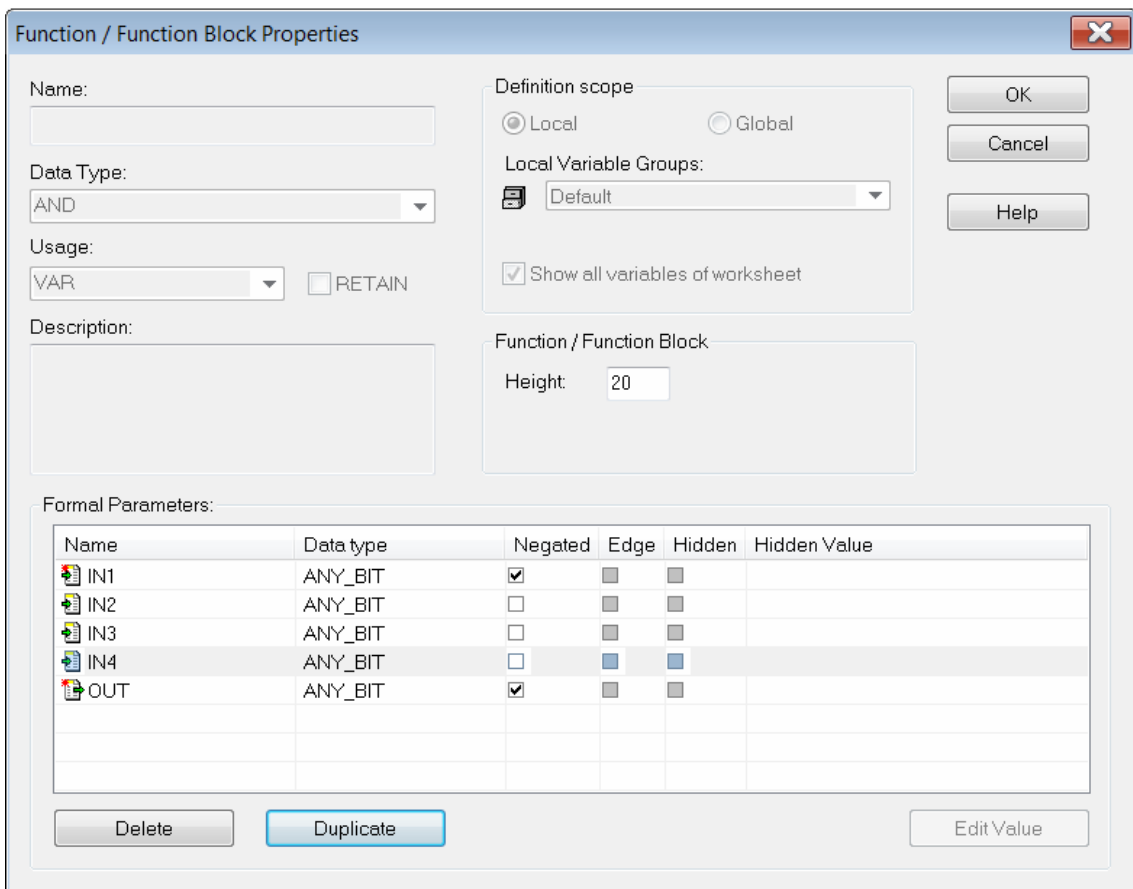 Function / Function Block Properties
Name:
Data Type:
AND
Usage:
VAR
RETAIN
Description:
Definition scope
Local
Global
Local Variable Groups:
Default
Show all variables of worksheet
Function / Function Block
Height:
20
OK
Cancel
Help
Formal Parameters:
Name Data type Negated Edge Hidden Hidden Value
IN1 ANY_BIT
IN2 ANY_BIT
IN3 ANY_BIT
IN4 ANY_BIT
OUT ANY_BIT
Delete
Duplicate
Edit Value